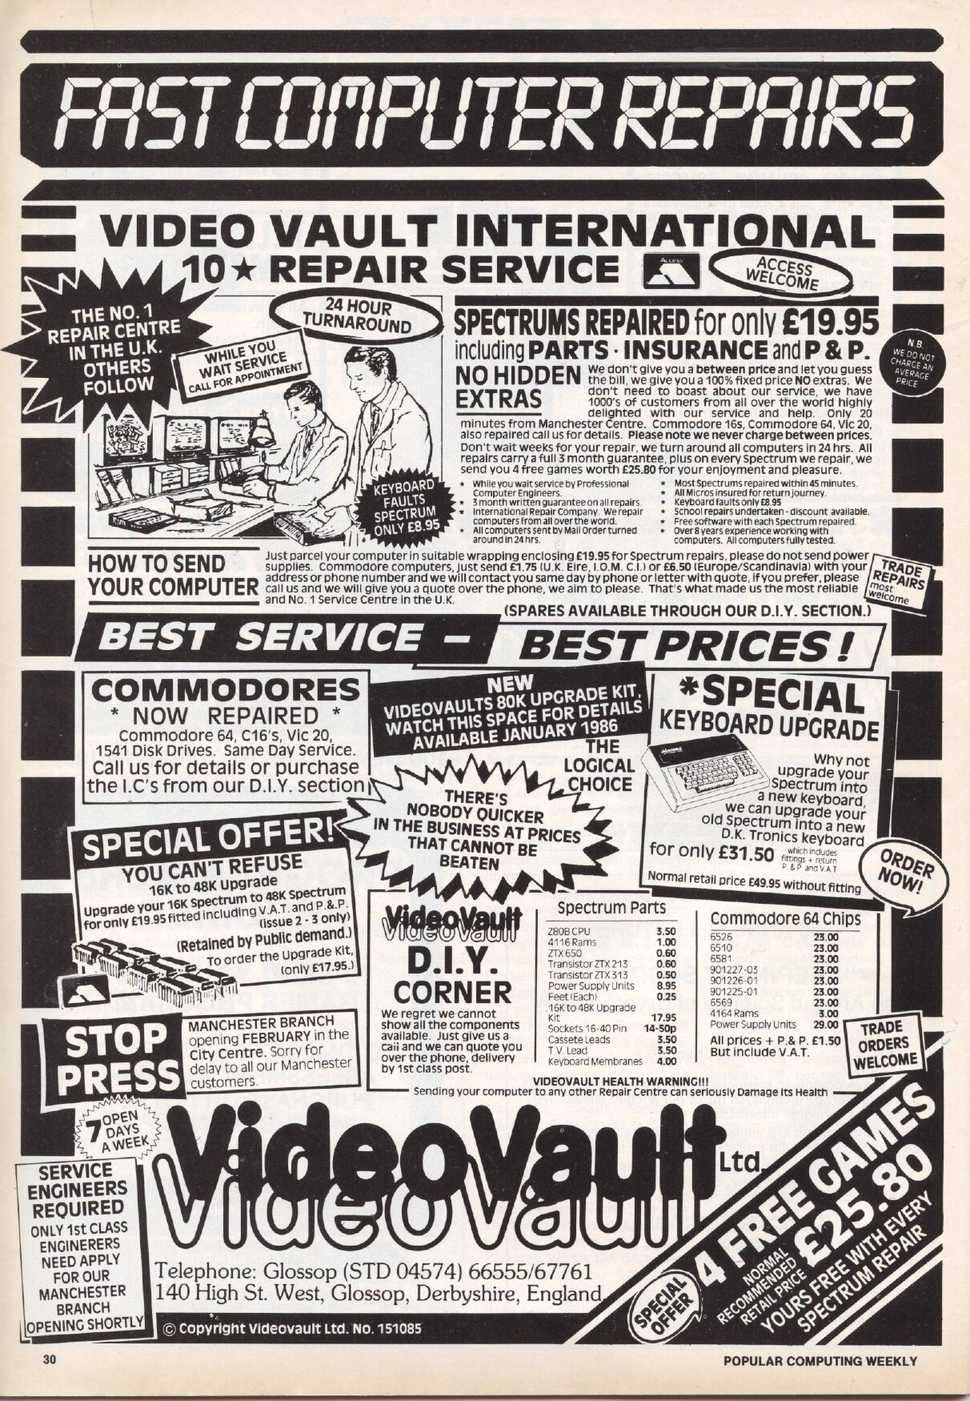 FAST COMPUTER REPAIRS
VIDEO VAULT INTERNATIONAL
10 ★ REPAIR SERVICE
Access
ACCESS
WELCOME
THE NO. 1
REPAIR CENTRE
IN THE U.K.
OTHERS
FOLLOW
WHILE YOU
WAIT SERVICE
CALL FOR APPOINTMENT
24 HOUR
TURNAROUND
KEYBOARD
FAULTS
SPECTRUM
ONLY £8.95
SPECTRUMS REPAIRED for only £19.95
including PARTS · INSURANCE and P & P.
N.B.
WE DO NOT
CHARGE AN
AVERAGE
PRICE
NO HIDDEN
EXTRAS
We don't give you a between price and let you guess
the bill, we give you a 100% fixed price NO extras. We
don't need to boast about our service, we have
1000's of customers from all over the world highly
delighted with our service and help. Only 20
minutes from Manchester Centre. Commodore 16s, Commodore 64, Vic 20,
also repaired call us for details. Please note we never charge between prices.
Don't wait weeks for your repair, we turn around all computers in 24 hrs. All
repairs carry a full 3 month guarantee, plus on every Spectrum we repair, we
send you 4 free games worth £25.80 for your enjoyment and pleasure.
* While you wait service by Professional
Computer Engineers.
* 3 month written guarantee on all repairs.
* International Repair Company. We repair
computers from all over the world.
* All computers sent by Mail Order turned
around in 24 hrs.
* Most Spectrums repaired within 45 minutes.
* All Micros insured for return journey.
* Keyboard faults only £8.95
* School repairs undertaken - discount available.
* Free software with each Spectrum repaired.
* Over 8 years experience working with
computers. All computers fully tested.
HOW TO SEND
YOUR COMPUTER
Just parcel your computer in suitable wrapping enclosing £19.95 for Spectrum repairs, please do not send power
supplies. Commodore computers, just send £1.75 (U.K. Eire, I.O.M. C.I.) or £6.50 (Europe/Scandinavia) with your
address or phone number and we will contact you same day by phone or letter with quote, if you prefer, please
call us and we will give you a quote over the phone, we aim to please. That's what made us the most reliable
and No. 1 Service Centre in the U.K.
TRADE
REPAIRS
most
welcome
(SPARES AVAILABLE THROUGH OUR D.I.Y. SECTION.)
BEST SERVICE –
BEST PRICES!
COMMODORES
* NOW REPAIRED *
Commodore 64, C16's, Vic 20,
1541 Disk Drives. Same Day Service.
Call us for details or purchase
the I.C's from our D.I.Y. section
NEW
VIDEOVAULTS 80K UPGRADE KIT,
WATCH THIS SPACE FOR DETAILS
AVAILABLE JANUARY 1986
THE
LOGICAL
CHOICE
THERE'S
NOBODY QUICKER
IN THE BUSINESS AT PRICES
THAT CANNOT BE
BEATEN
*SPECIAL
KEYBOARD UPGRADE
Why not
upgrade your
Spectrum into
a new keyboard,
we can upgrade your
old Spectrum into a new
D.K. Tronics keyboard
for only £31.50
which includes
fittings + return
P & P and V.A.T
Normal retail price £49.95 without fitting
ORDER
NOW!
SPECIAL OFFER!
YOU CAN'T REFUSE
16K to 48K Upgrade
Upgrade your 16K Spectrum to 48K Spectrum
for only £19.95 fitted including V.A.T. and P.&P.
(issue 2 - 3 only)
(Retained by Public demand.)
To order the Upgrade Kit,
(only £17.95.)
VideoVault
VideoVault
D.I.Y.
CORNER
We regret we cannot
show all the components
available. Just give us a
call and we can quote you
over the phone, delivery
by 1st class post.
Spectrum Parts
Z80B CPU 3.50
4116 Rams 1.00
ZTX 650 0.60
Transistor ZTX 213 0.60
Transistor ZTX 313 0.50
Power Supply Units 8.95
Feet (Each) 0.25
16K to 48K Upgrade
Kit 17.95
Sockets 16-40 Pin 14-50p
Cassete Leads 3.50
T.V. Lead 3.50
Keyboard Membranes 4.00
Commodore 64 Chips
6526 23.00
6510 23.00
6581 23.00
901227-03 23.00
901226-01 23.00
901225-01 23.00
6569 23.00
4164 Rams 3.00
Power Supply Units 29.00
All prices + P.& P. £1.50
But include V.A.T.
TRADE
ORDERS
WELCOME
STOP
PRESS
MANCHESTER BRANCH
opening FEBRUARY in the
City Centre. Sorry for
delay to all our Manchester
customers.
VIDEOVAULT HEALTH WARNING!!!
Sending your computer to any other Repair Centre can seriously Damage its Health
7 OPEN
DAYS
A WEEK
VideoVault Ltd.
VideoVault
SERVICE
ENGINEERS
REQUIRED
ONLY 1st CLASS
ENGINERERS
NEED APPLY
FOR OUR
MANCHESTER
BRANCH
OPENING SHORTLY
Telephone: Glossop (STD 04574) 66555/67761
140 High St. West, Glossop, Derbyshire, England
© Copyright Videovault Ltd. No. 151085
SPECIAL
OFFER
4 FREE GAMES
NORMAL
RECOMMENDED
RETAIL PRICE
£25.80
YOURS FREE WITH EVERY
SPECTRUM REPAIR
30
POPULAR COMPUTING WEEKLY